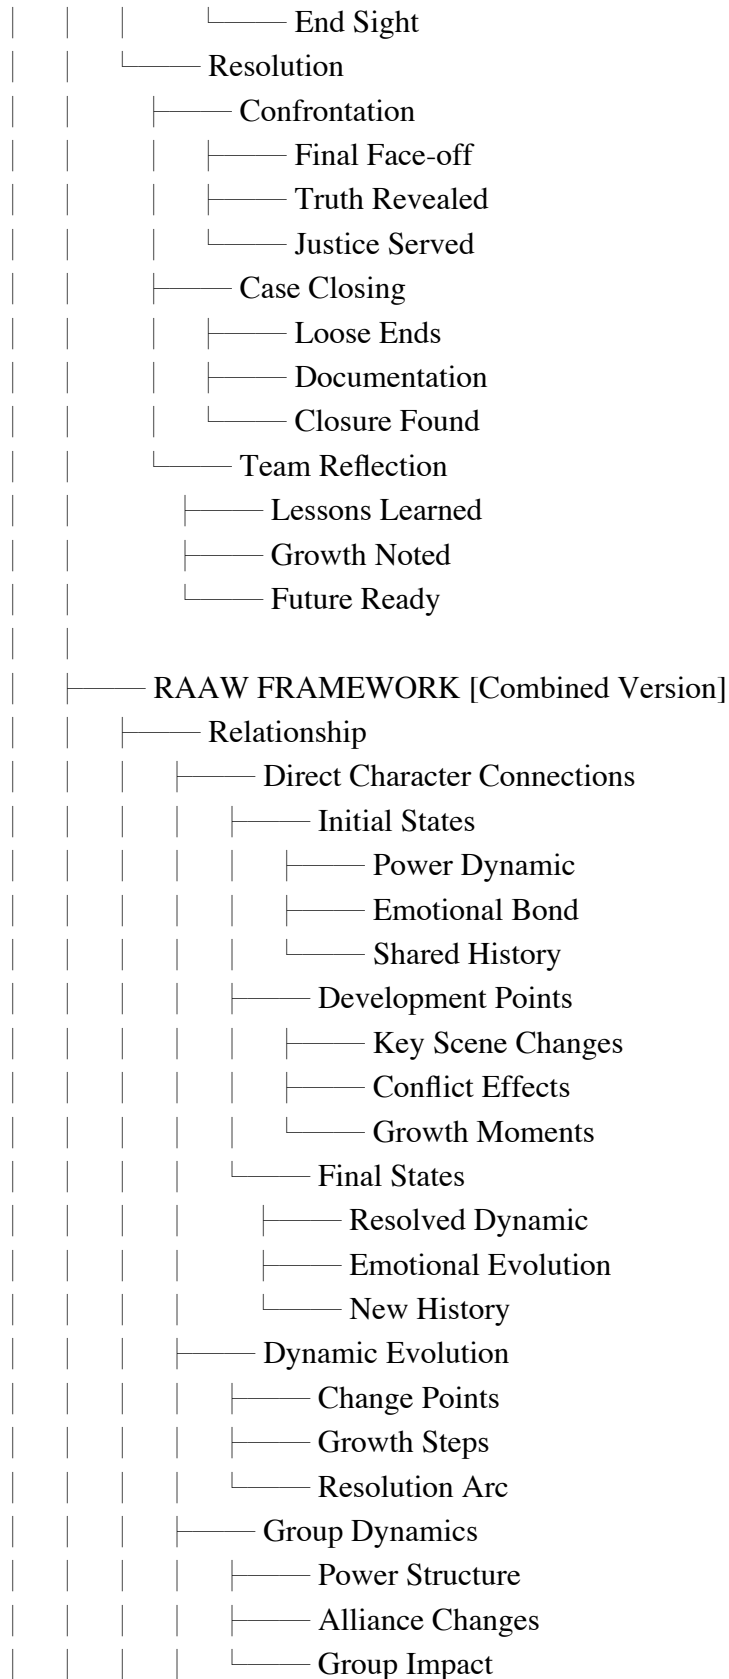 │ │ │ └── End Sight
│ │ └── Resolution
│ │ ├── Confrontation
│ │ │ ├── Final Face-off
│ │ │ ├── Truth Revealed
│ │ │ └── Justice Served
│ │ ├── Case Closing
│ │ │ ├── Loose Ends
│ │ │ ├── Documentation
│ │ │ └── Closure Found
│ │ └── Team Reflection
│ │ ├── Lessons Learned
│ │ ├── Growth Noted
│ │ └── Future Ready
│ │
│ ├── RAAW FRAMEWORK [Combined Version]
│ │ ├── Relationship
│ │ │ ├── Direct Character Connections
│ │ │ │ ├── Initial States
│ │ │ │ │ ├── Power Dynamic
│ │ │ │ │ ├── Emotional Bond
│ │ │ │ │ └── Shared History
│ │ │ │ ├── Development Points
│ │ │ │ │ ├── Key Scene Changes
│ │ │ │ │ ├── Conflict Effects
│ │ │ │ │ └── Growth Moments
│ │ │ │ └── Final States
│ │ │ │ ├── Resolved Dynamic
│ │ │ │ ├── Emotional Evolution
│ │ │ │ └── New History
│ │ │ ├── Dynamic Evolution
│ │ │ │ ├── Change Points
│ │ │ │ ├── Growth Steps
│ │ │ │ └── Resolution Arc
│ │ │ ├── Group Dynamics
│ │ │ │ ├── Power Structure
│ │ │ │ ├── Alliance Changes
│ │ │ │ └── Group Impact